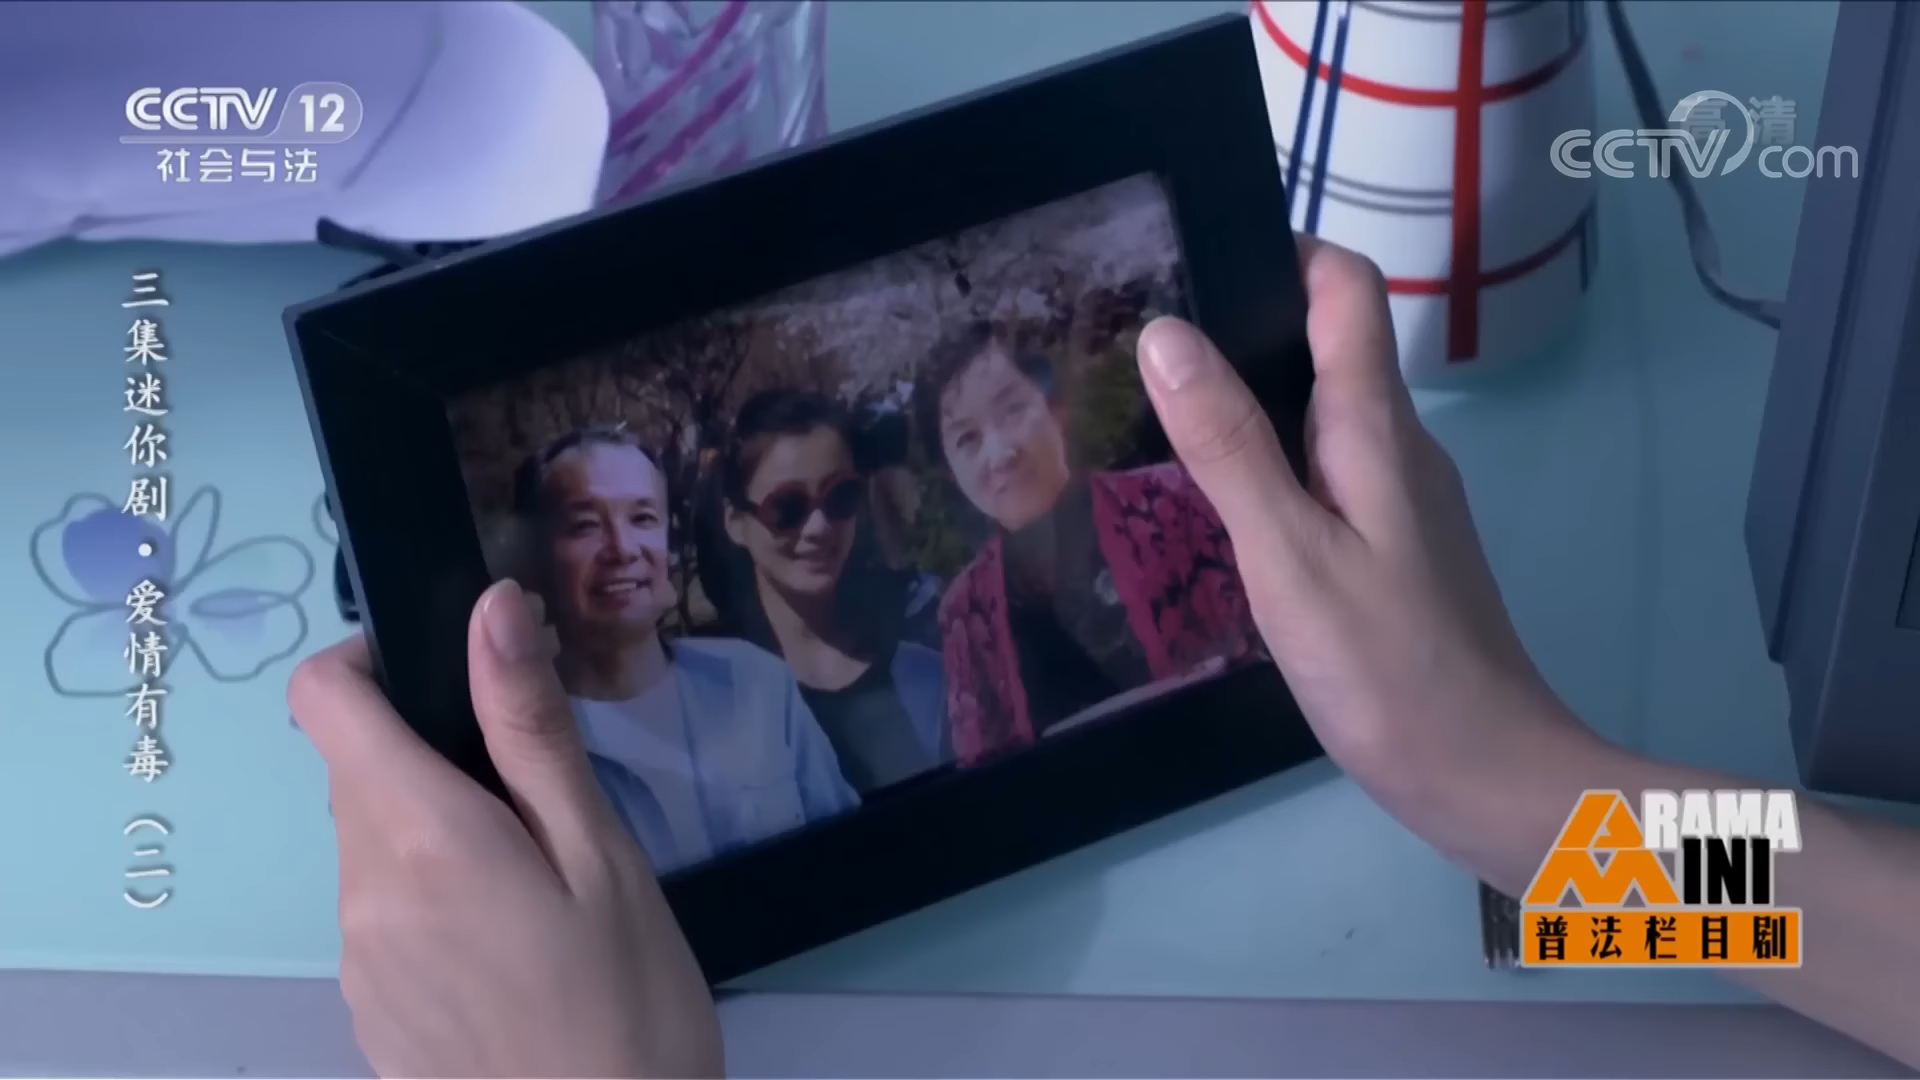 CCTV 12
社会与法
高清
CCTV.com
三集迷你剧·爱情有毒（二）
RAMA
INI
普法栏目剧